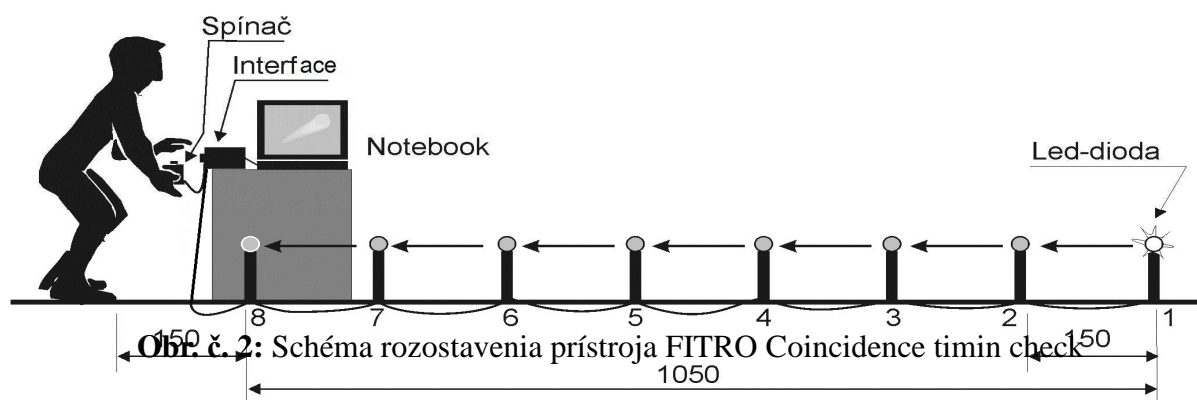 Spínač
Interface
Notebook
Led-dioda
8 7 6 5 4 3 2 1
150 150
Obr. č. 2: Schéma rozostavenia prístroja FITRO Coincidence timin check
1050